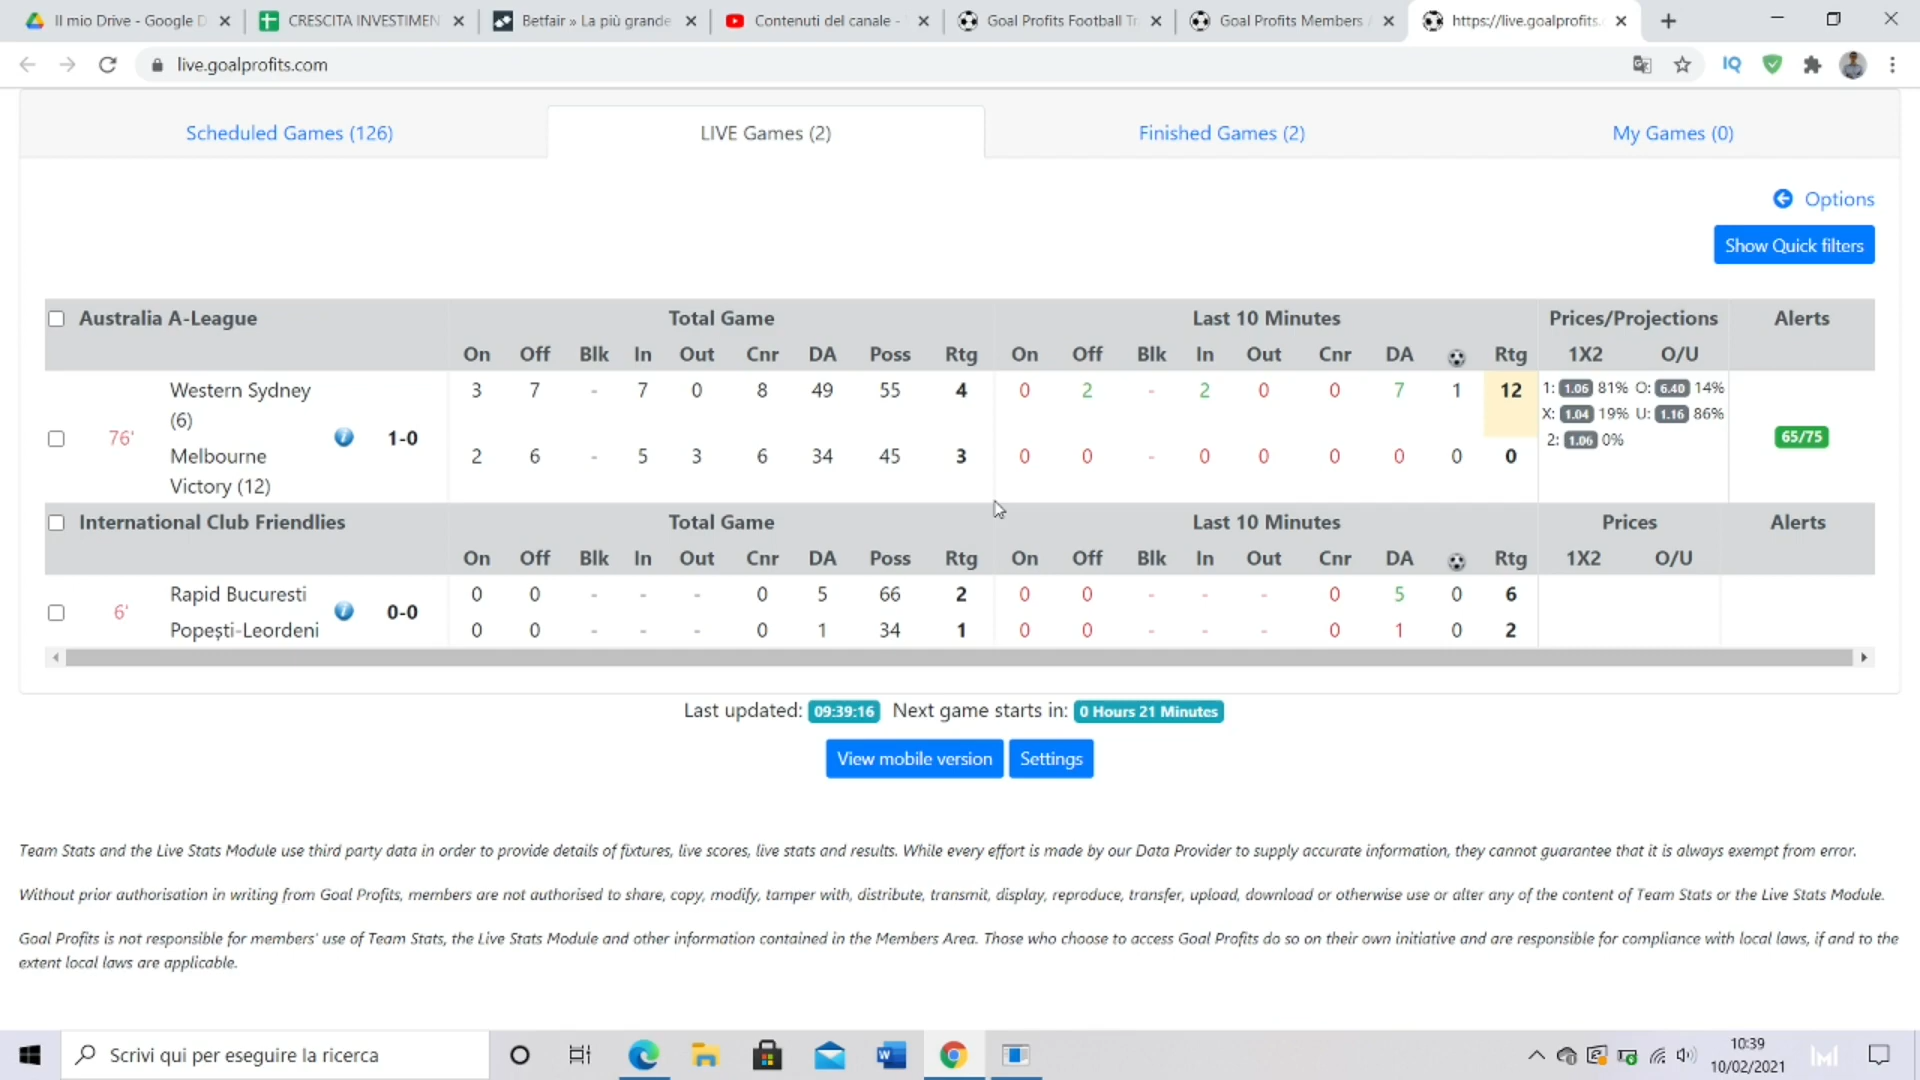 Il mio Drive - Google D CRESCITA INVESTIMEN Betfair » La più grande Contenuti del canale - Goal Profits Football Tr Goal Profits Members A https://live.goalprofits.c
live.goalprofits.com IQ
Scheduled Games (126) LIVE Games (2) Finished Games (2) My Games (0)
Options
Show Quick filters
Australia A-League Total Game Last 10 Minutes Prices/Projections Alerts
On Off Blk In Out Cnr DA Poss Rtg On Off Blk In Out Cnr DA Rtg 1X2 O/U
Western Sydney (6) 3 7 - 7 0 8 49 55 4 0 2 - 2 0 0 7 1 12 1: 1.06 81% O: 6.40 14%
X: 1.04 19% U: 1.16 86%
76' 1-0 2: 1.06 0% 65/75
Melbourne Victory (12) 2 6 - 5 3 6 34 45 3 0 0 - 0 0 0 0 0 0
International Club Friendlies Total Game Last 10 Minutes Prices Alerts
On Off Blk In Out Cnr DA Poss Rtg On Off Blk In Out Cnr DA Rtg 1X2 O/U
Rapid Bucuresti 0 0 - - - 0 5 66 2 0 0 - - - 0 5 0 6
6' 0-0
Popești-Leordeni 0 0 - - - 0 1 34 1 0 0 - - - 0 1 0 2
Last updated: 09:39:16 Next game starts in: 0 Hours 21 Minutes
View mobile version Settings
Team Stats and the Live Stats Module use third party data in order to provide details of fixtures, live scores, live stats and results. While every effort is made by our Data Provider to supply accurate information, they cannot guarantee that it is always exempt from error.
Without prior authorisation in writing from Goal Profits, members are not authorised to share, copy, modify, tamper with, distribute, transmit, display, reproduce, transfer, upload, download or otherwise use or alter any of the content of Team Stats or the Live Stats Module.
Goal Profits is not responsible for members' use of Team Stats, the Live Stats Module and other information contained in the Members Area. Those who choose to access Goal Profits do so on their own initiative and are responsible for compliance with local laws, if and to the
extent local laws are applicable.
Scrivi qui per eseguire la ricerca
10:39
10/02/2021